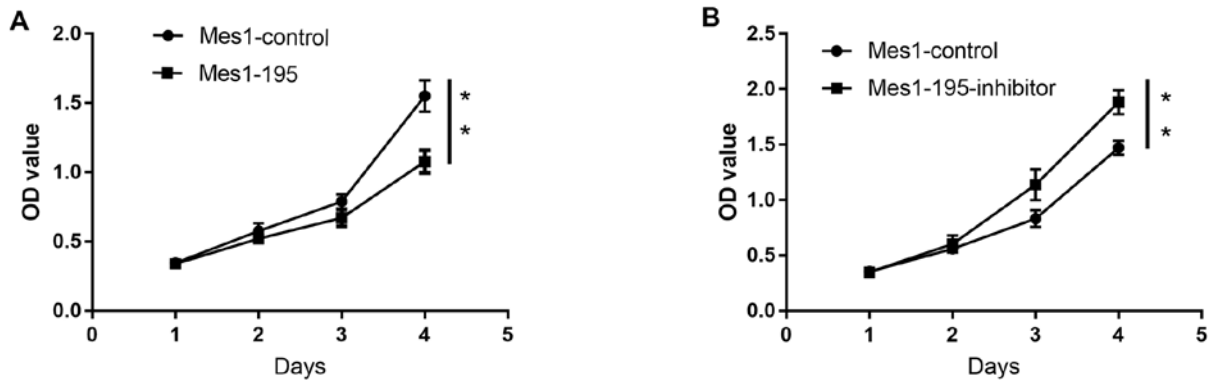 A
2.0
Mes1-control
Mes1-195
1.5
*
*
1.0
OD value
0.5
0.0
0 1 2 3 4 5
Days
B
2.5
Mes1-control
2.0
Mes1-195-inhibitor
*
*
1.5
OD value
1.0
0.5
0.0
0 1 2 3 4 5
Days